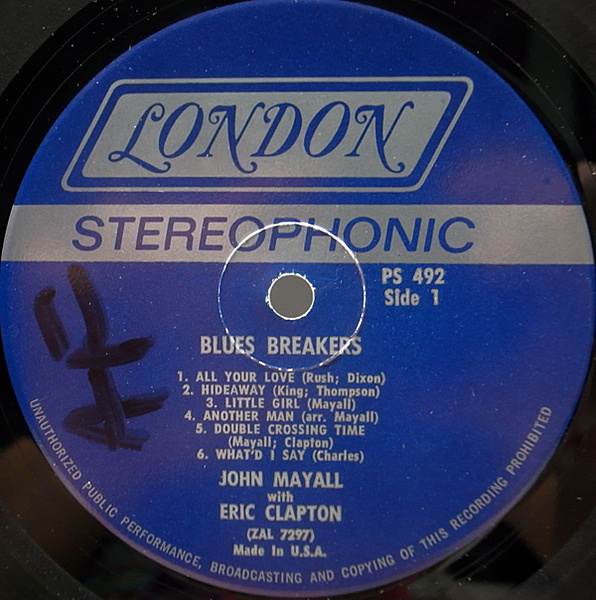 LONDON
STEREOPHONIC
PS 492
Side 1
BLUES BREAKERS
1. ALL YOUR LOVE (Rush; Dixon)
2. HIDEAWAY (King; Thompson)
3. LITTLE GIRL (Mayall)
4. ANOTHER MAN (arr. Mayall)
5. DOUBLE CROSSING TIME
(Mayall; Clapton)
6. WHAT'D I SAY (Charles)
JOHN MAYALL
with
ERIC CLAPTON
(ZAL 7297)
Made In U.S.A.
UNAUTHORIZED PUBLIC PERFORMANCE, BROADCASTING AND COPYING OF THIS RECORDING PROHIBITED